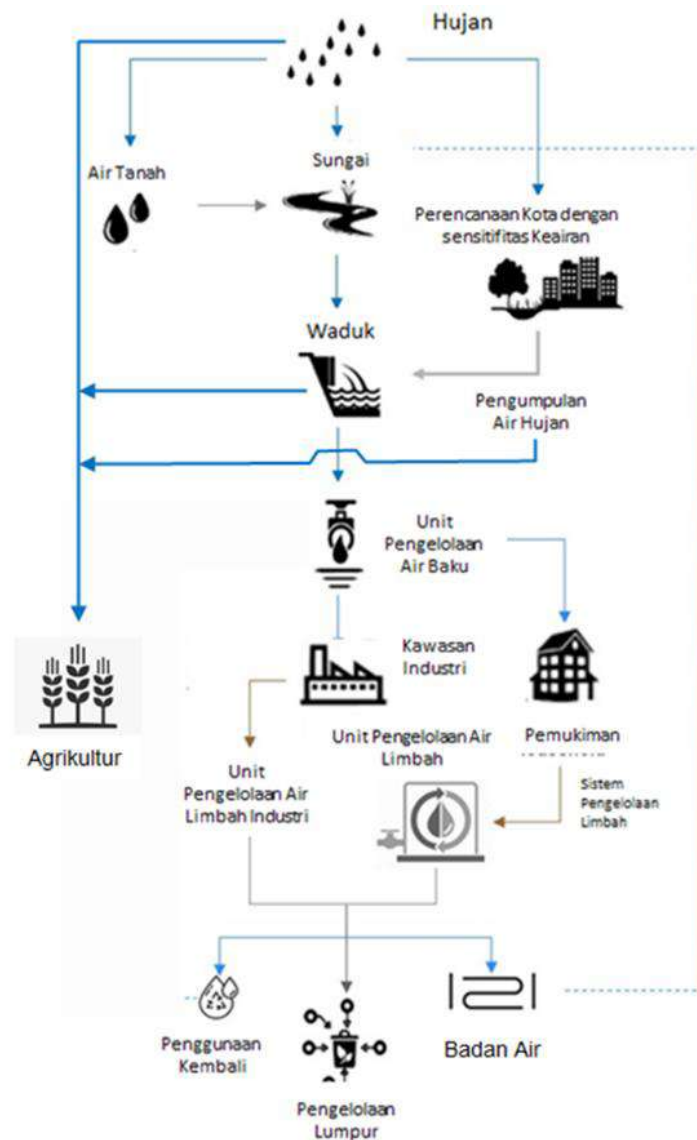 Hujan
Air Tanah
Sungai
Perencanaan Kota dengan
sensitifitas Keairan
Waduk
Pengumpulan
Air Hujan
Unit
Pengelolaan
Air Baku
Kawasan
Industri
Agrikultur
Unit Pengelolaan Air
Limbah
Pemukiman
Unit
Pengelolaan Air
Limbah Industri
Sistem
Pengelolaan
Limbah
Penggunaan
Kembali
Badan Air
Pengelolaan
Lumpur